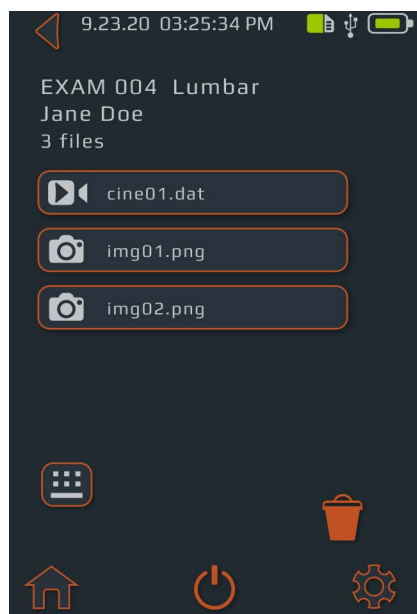 9.23.20 03:25:34 PM
EXAM 004 Lumbar
Jane Doe
3 files
cine01.dat
img01.png
img02.png